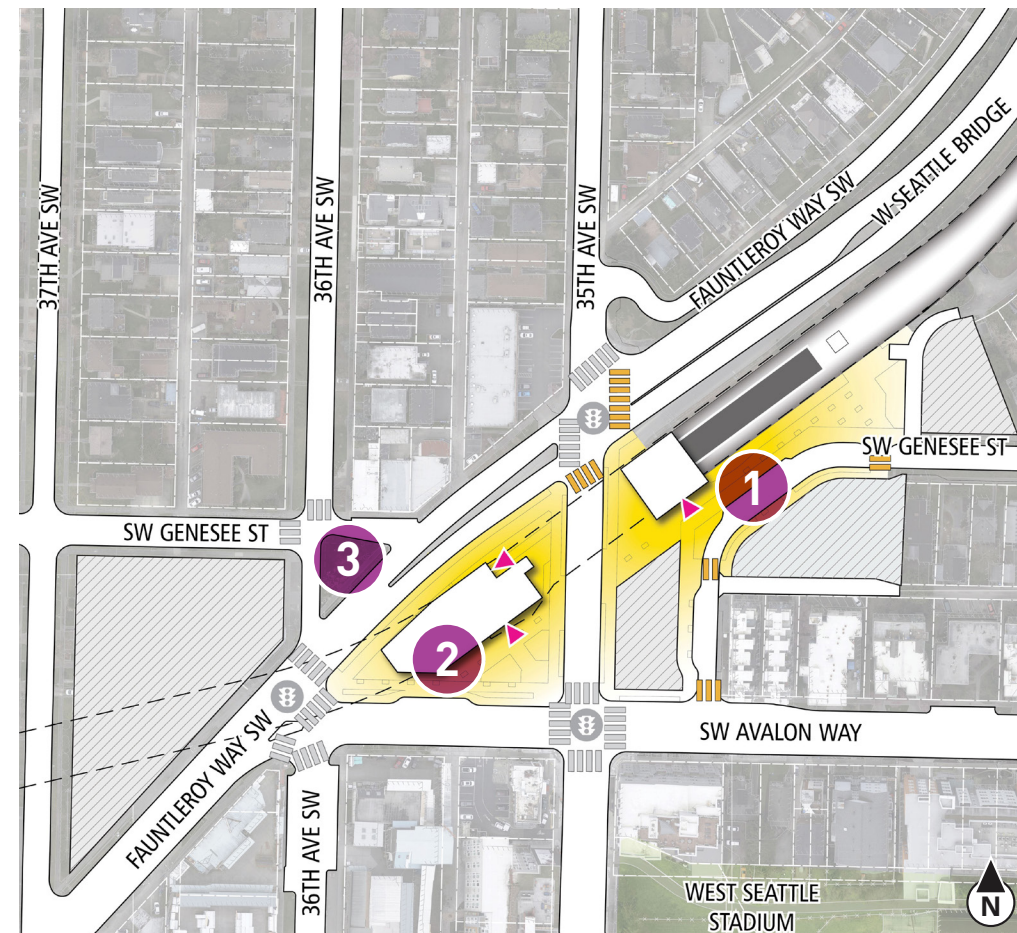 37TH AVE SW
36TH AVE SW
35TH AVE SW
FAUNTLEROY WAY SW
W SEATTLE BRIDGE
SW GENESEE ST
1
SW GENESEE ST
3
2
FAUNTLEROY WAY SW
SW AVALON WAY
36TH AVE SW
WEST SEATTLE
STADIUM
N